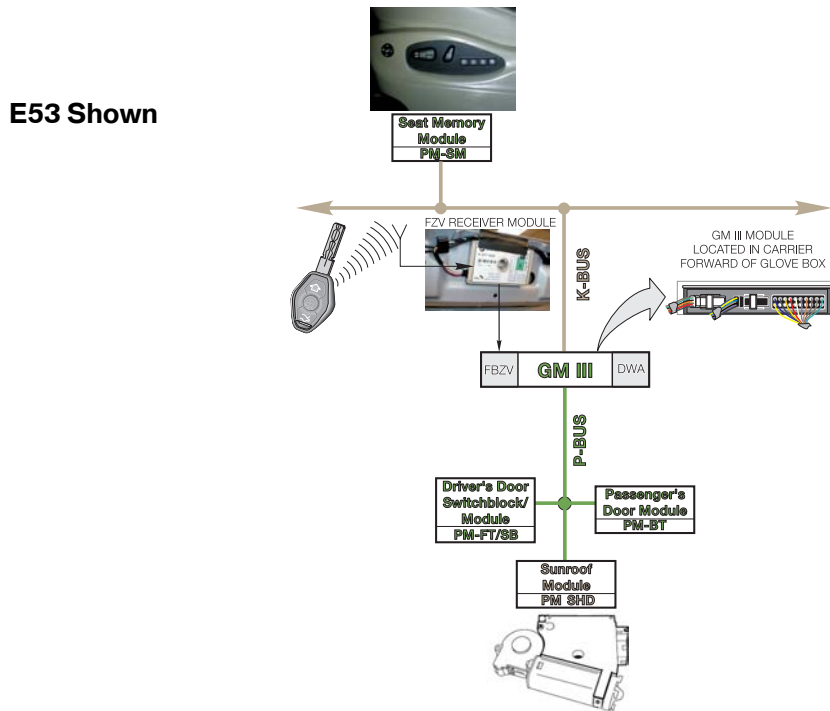 E53 Shown
Seat Memory
Module
PM-SM
FZV RECEIVER MODULE
GM III MODULE
LOCATED IN CARRIER
FORWARD OF GLOVE BOX
K-BUS
FBZV
GM III
DWA
P-BUS
Driver's Door
Switchblock/
Module
PM-FT/SB
Passenger's
Door Module
PM-BT
Sunroof
Module
PM SHD